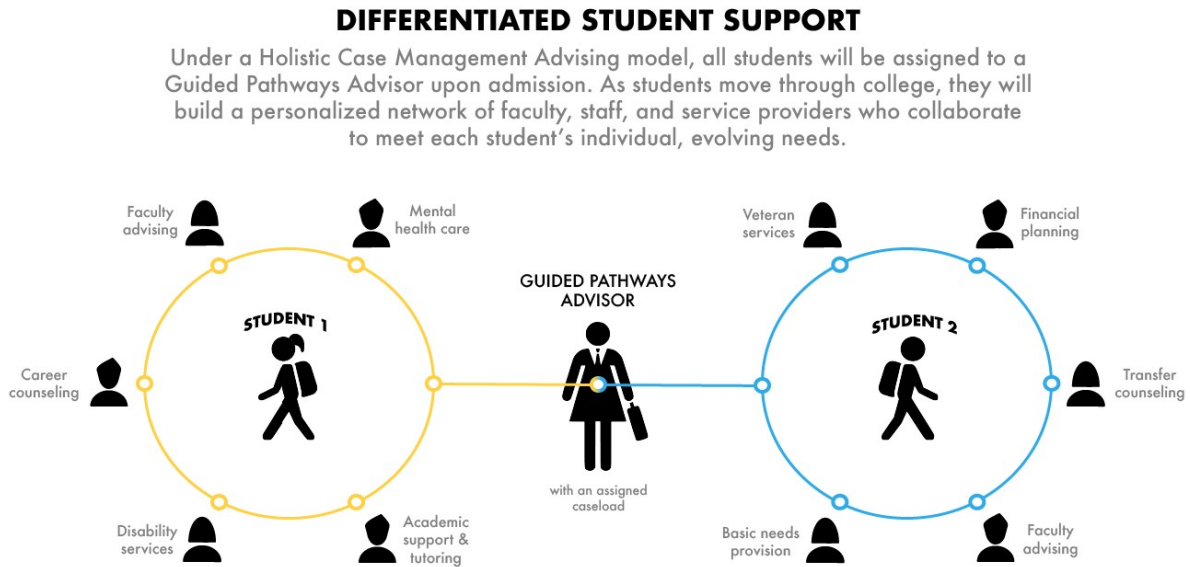 DIFFERENTIATED STUDENT SUPPORT
Under a Holistic Case Management Advising model, all students will be assigned to a
Guided Pathways Advisor upon admission. As students move through college, they will
build a personalized network of faculty, staff, and service providers who collaborate
to meet each student's individual, evolving needs.
Faculty
advising
Mental
health care
STUDENT 1
Career
counseling
Disability
services
Academic
support &
tutoring
GUIDED PATHWAYS
ADVISOR
with an assigned
caseload
Veteran
services
Financial
planning
STUDENT 2
Transfer
counseling
Basic needs
provision
Faculty
advising